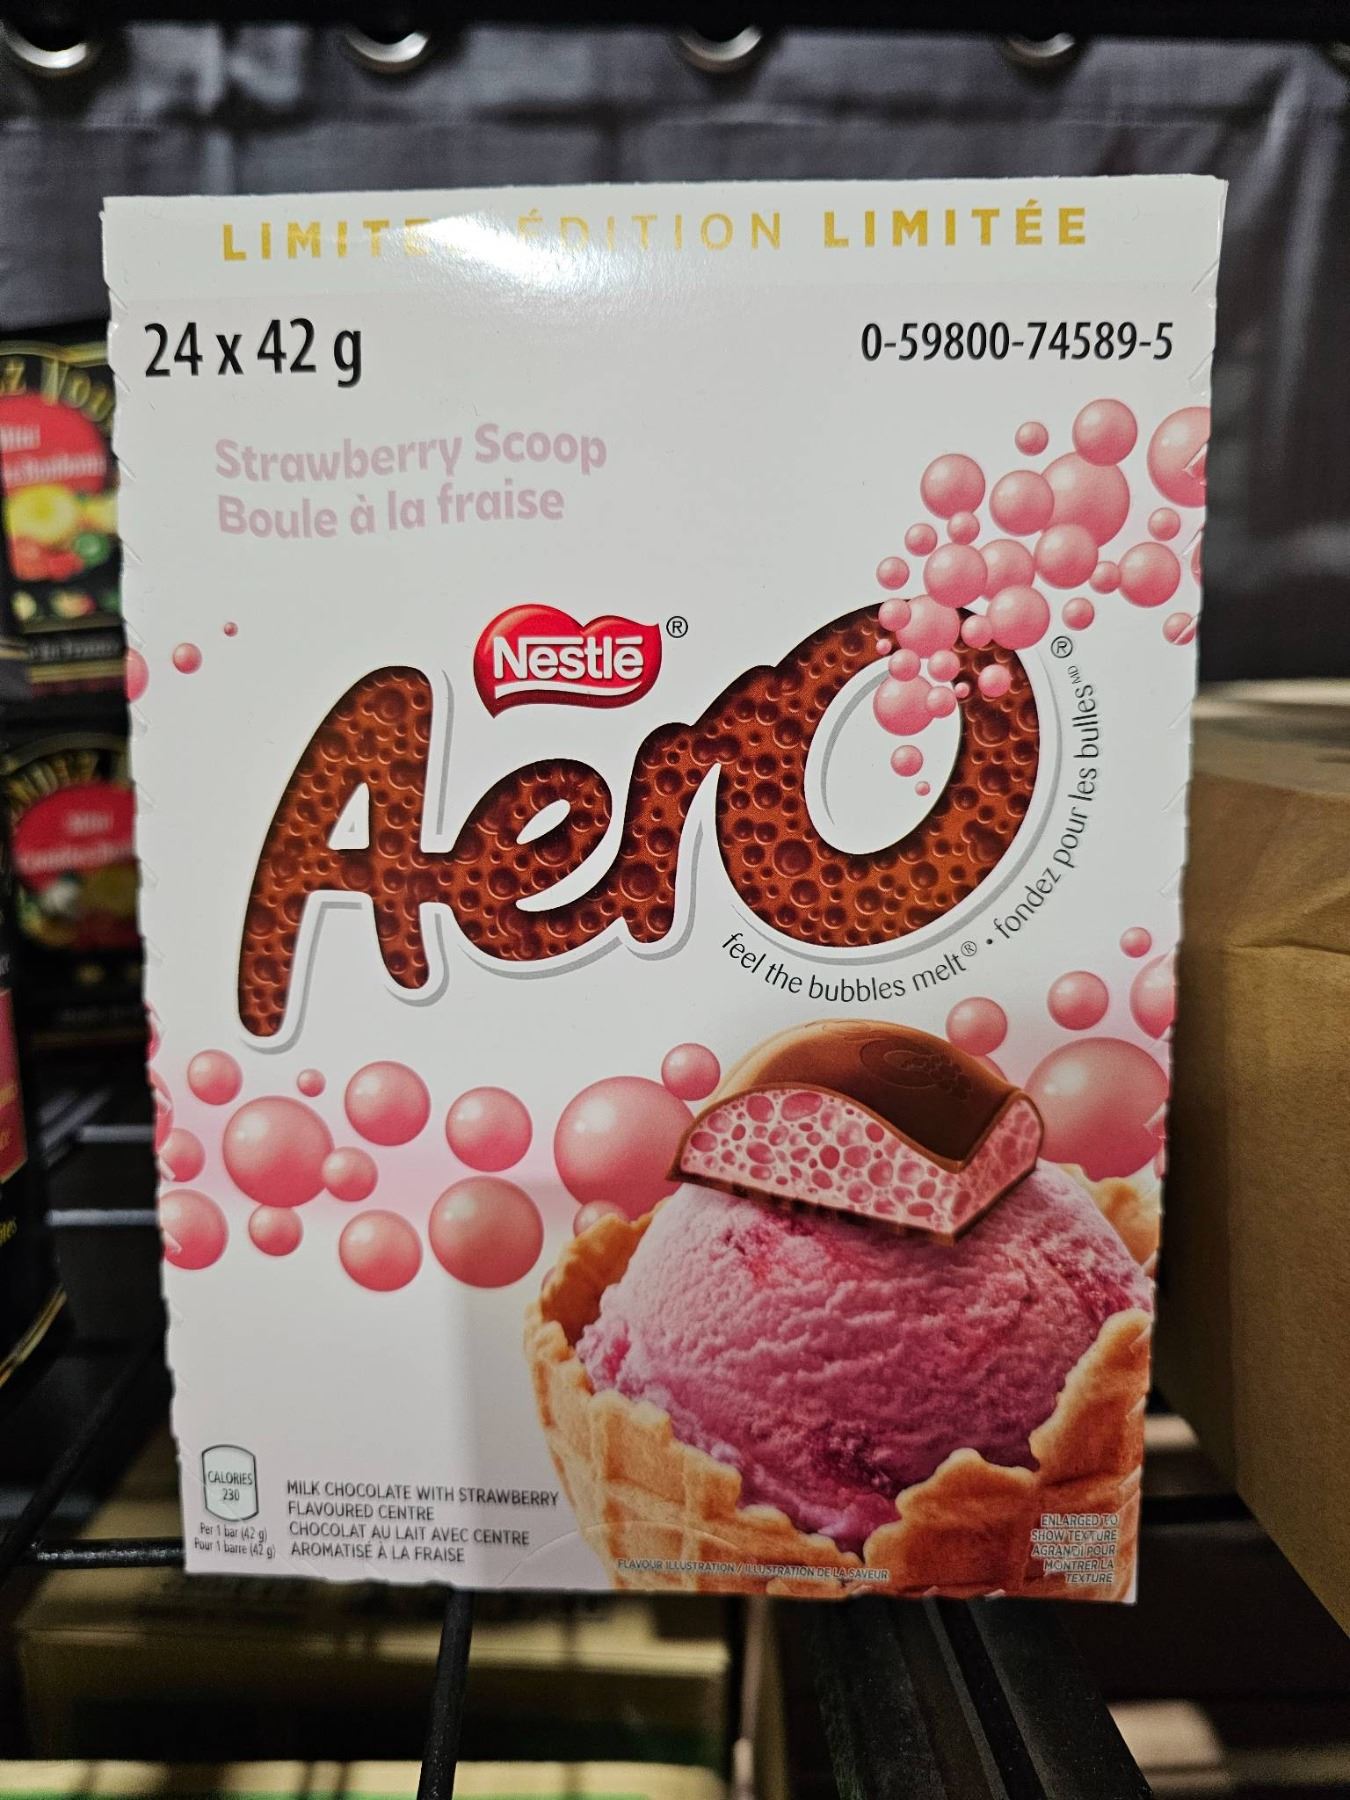 LIMITE ÉDITION LIMITÉE
24 x 42 g
0-59800-74589-5
Strawberry Scoop
Boule à la fraise
Nestlé®
Aero®
feel the bubbles melt® • fondez pour les bulles MD
CALORIES
230
Per 1 bar (42 g)
Pour 1 barre (42 g)
MILK CHOCOLATE WITH STRAWBERRY
FLAVOURED CENTRE
CHOCOLAT AU LAIT AVEC CENTRE
AROMATISÉ À LA FRAISE
FLAVOUR ILLUSTRATION / ILLUSTRATION DE LA SAVEUR
ENLARGED TO
SHOW TEXTURE
AGRANDI POUR
MONTRER LA
TEXTURE